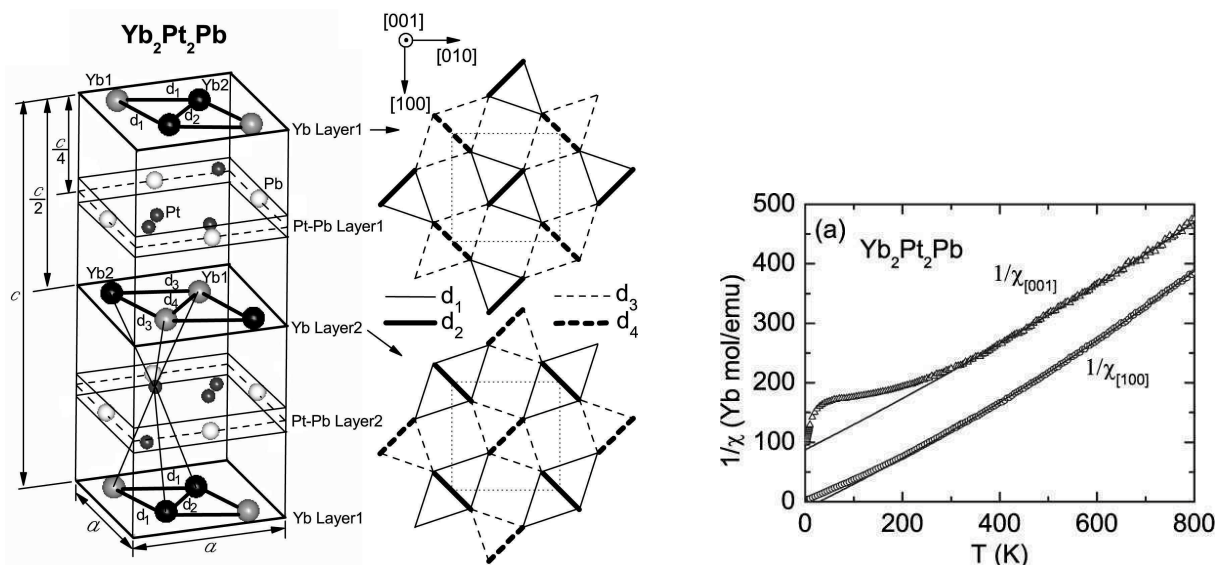 Yb₂Pt₂Pb
Yb1
d₁
Yb2
d₁
d₂
Yb Layer1
c/4
c/2
c
Pb
Pt
Pt-Pb Layer1
Yb2
d₃
Yb1
d₄
d₃
Yb Layer2
Pt-Pb Layer2
d₁
d₁
d₂
Yb Layer1
a
a
[001]
[010]
[100]
d₁
d₂
d₃
d₄
(a)
Yb₂Pt₂Pb
1/χ[001]
1/χ[100]
1/χ (Yb mol/emu)
500
400
300
200
100
0
0 200 400 600 800
T (K)